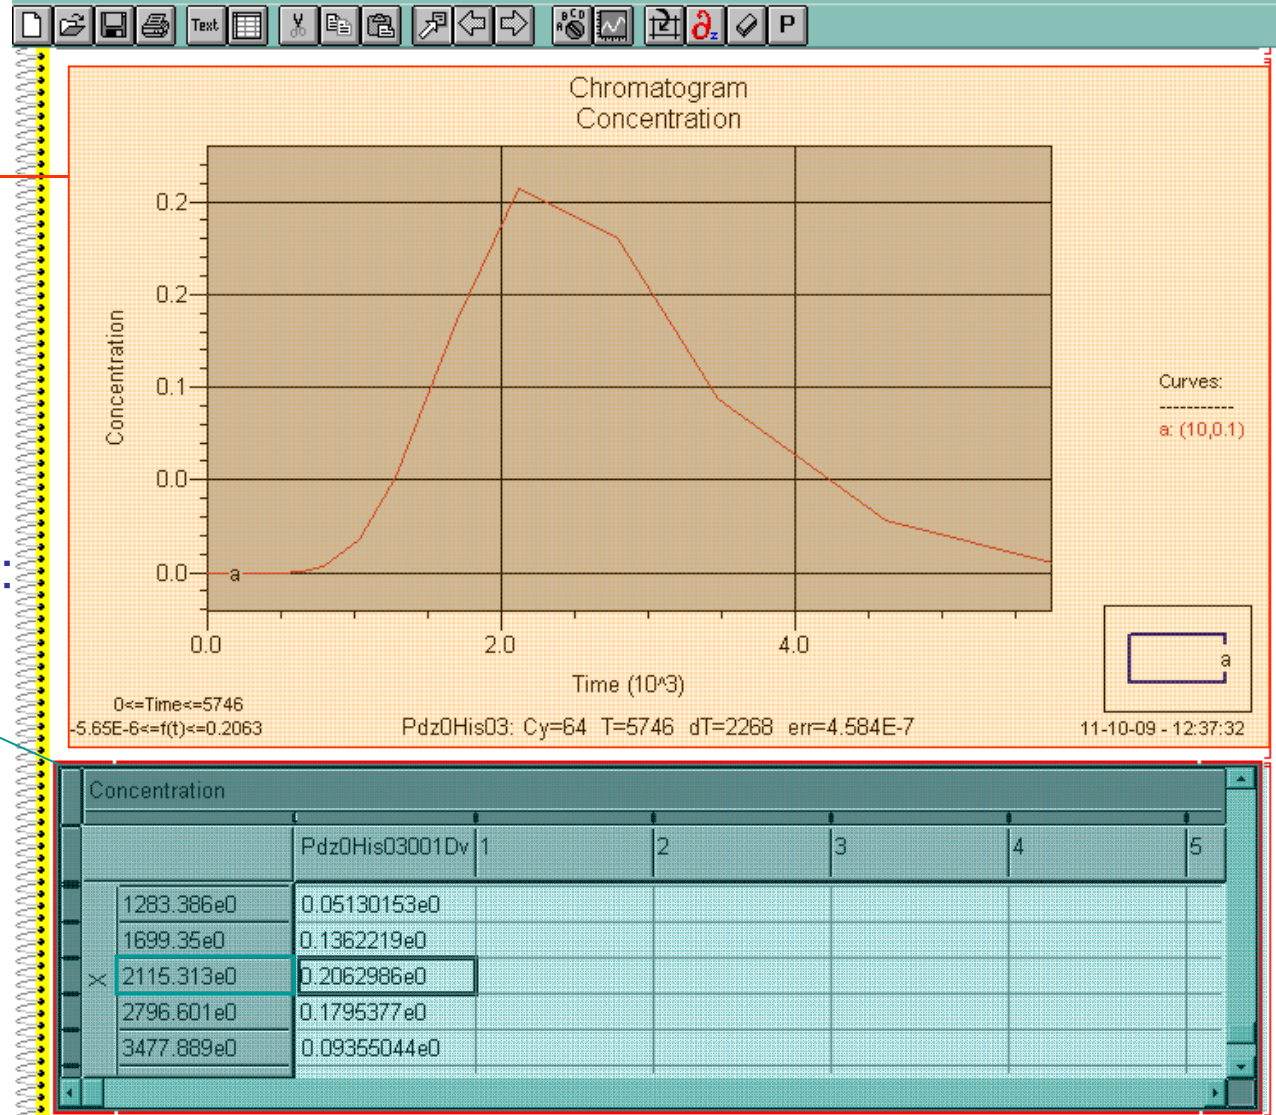 Text
A B C D
∂z
P
Chromatogram
Concentration
0.2
0.2
0.1
0.0
0.0
Concentration
a
0.0 2.0 4.0
Time (10^3)
Curves:
-----------
a: (10,0.1)
a
0<=Time<=5746
-5.65E-6<=f(t)<=0.2063
Pdz0His03: Cy=64 T=5746 dT=2268 err=4.584E-7
11-10-09 - 12:37:32
Concentration
Pdz0His03001Dv 1 2 3 4 5
1283.386e0 0.05130153e0
1699.35e0 0.1362219e0
× 2115.313e0 0.2062986e0
2796.601e0 0.1795377e0
3477.889e0 0.09355044e0